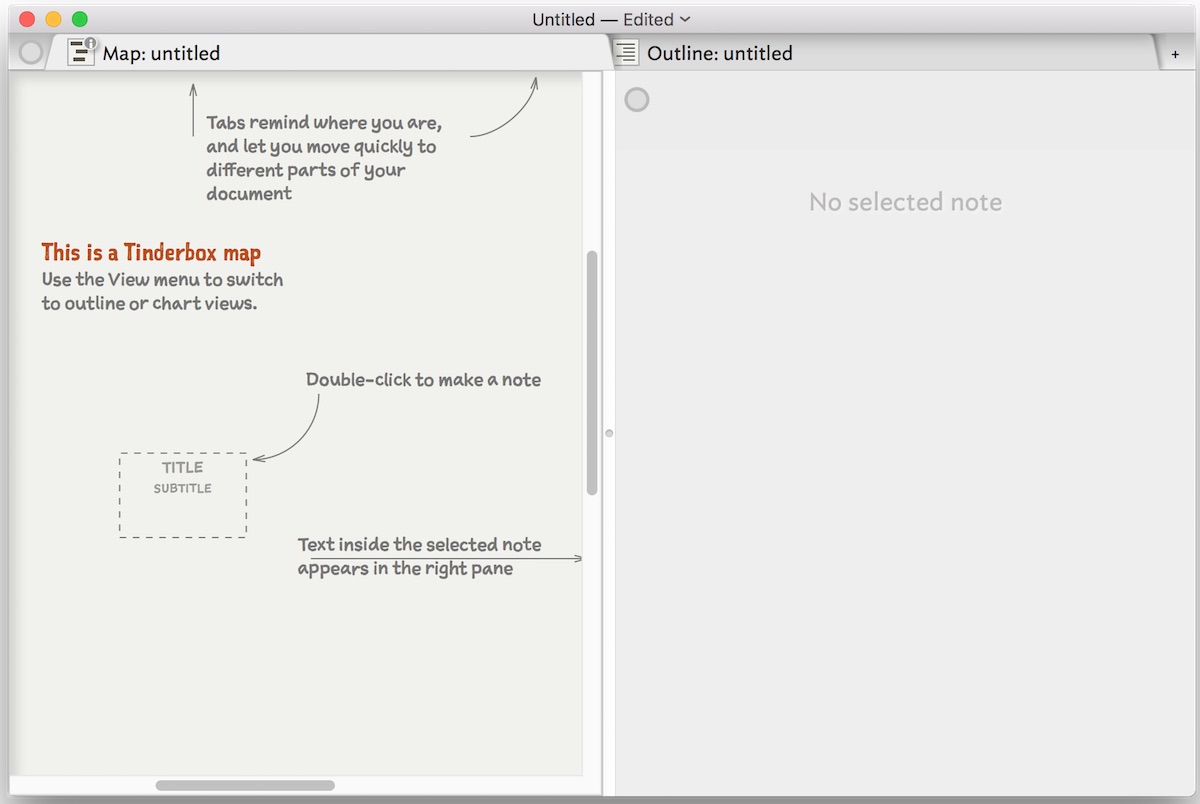 Untitled — Edited
Map: untitled
Outline: untitled
+
Tabs remind where you are,
and let you move quickly to
different parts of your
document
No selected note
This is a Tinderbox map
Use the View menu to switch
to outline or chart views.
Double-click to make a note
TITLE
SUBTITLE
Text inside the selected note
appears in the right pane